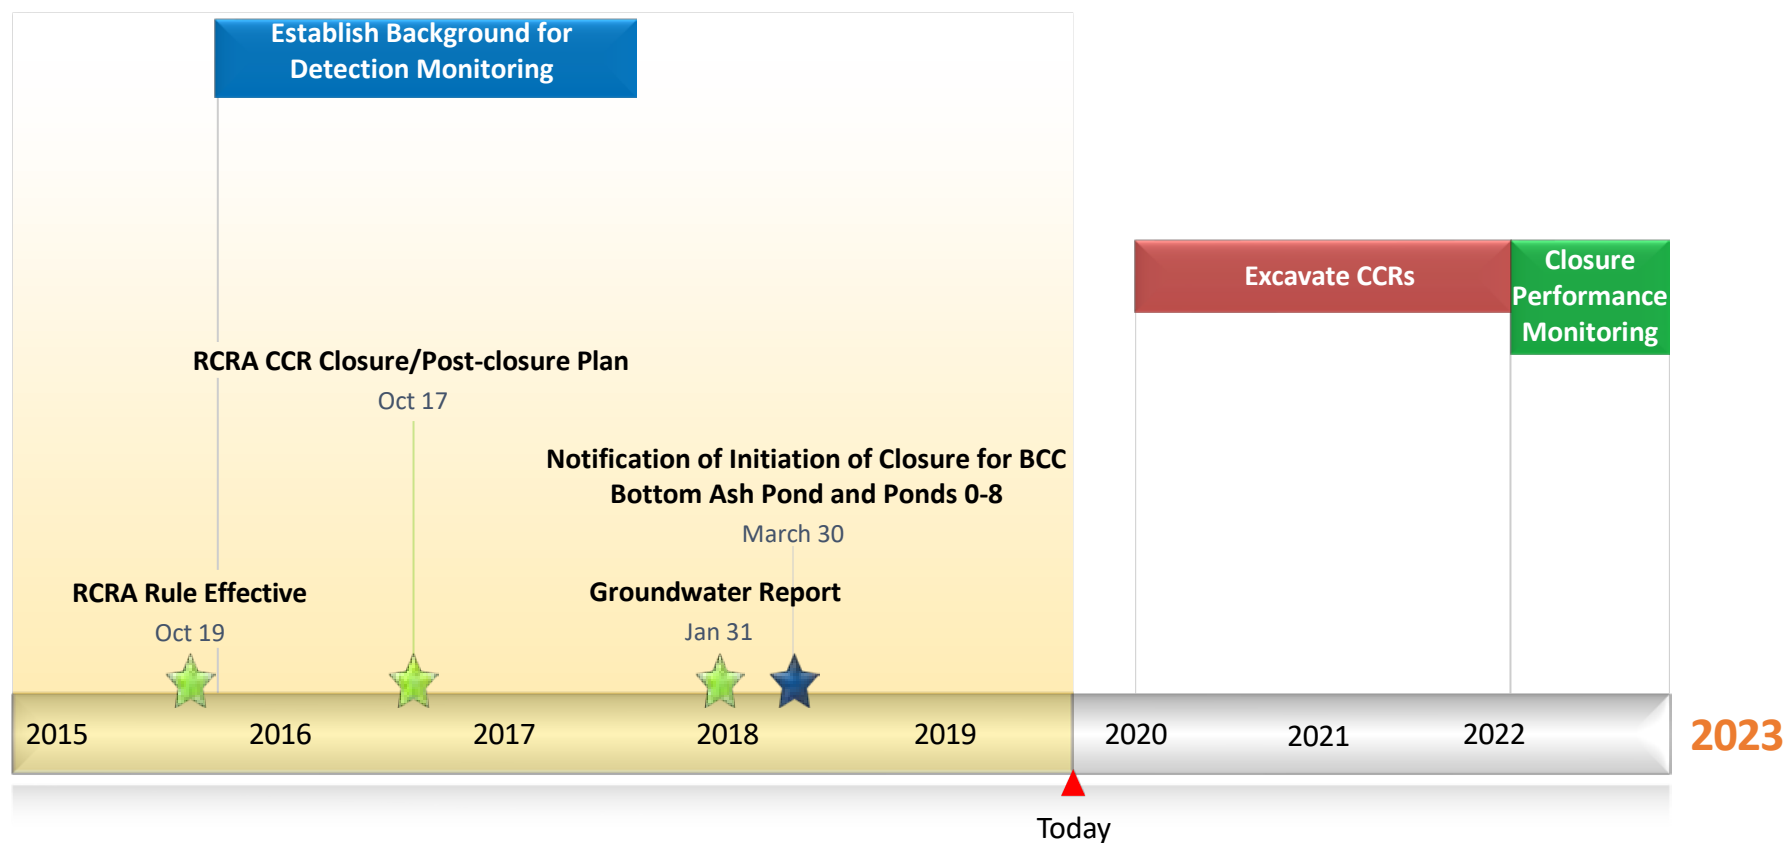 Establish Background for
Detection Monitoring
Excavate CCRs
Closure
Performance
Monitoring
RCRA CCR Closure/Post-closure Plan
Oct 17
Notification of Initiation of Closure for BCC
Bottom Ash Pond and Ponds 0-8
March 30
RCRA Rule Effective
Oct 19
Groundwater Report
Jan 31
2015 2016 2017 2018 2019 2020 2021 2022 2023
Today